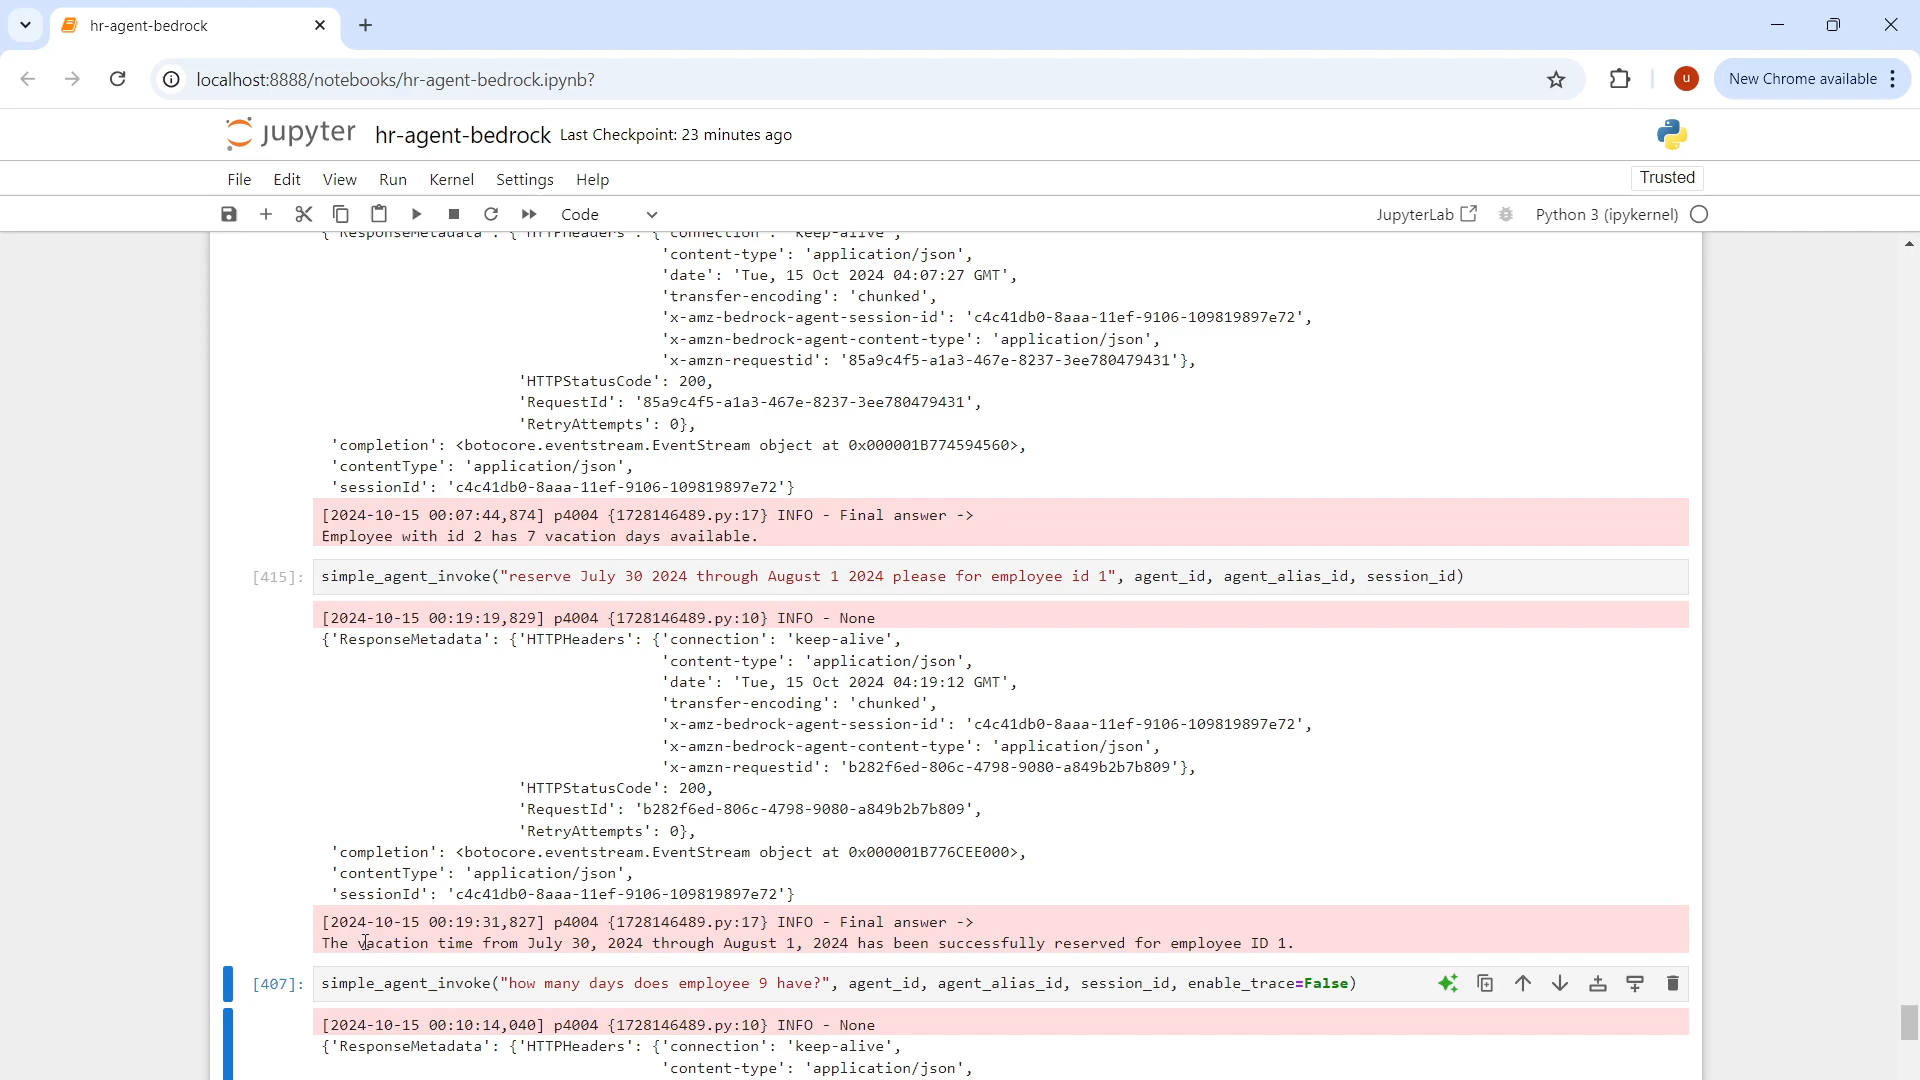 hr-agent-bedrock
localhost:8888/notebooks/hr-agent-bedrock.ipynb?
u
New Chrome available
jupyter
hr-agent-bedrock Last Checkpoint: 23 minutes ago
File Edit View Run Kernel Settings Help
Trusted
Code
JupyterLab
Python 3 (ipykernel)
{'ResponseMetadata': {'HTTPHeaders': {'connection': 'keep-alive',
'content-type': 'application/json',
'date': 'Tue, 15 Oct 2024 04:07:27 GMT',
'transfer-encoding': 'chunked',
'x-amz-bedrock-agent-session-id': 'c4c41db0-8aaa-11ef-9106-109819897e72',
'x-amzn-bedrock-agent-content-type': 'application/json',
'x-amzn-requestid': '85a9c4f5-a1a3-467e-8237-3ee780479431'},
'HTTPStatusCode': 200,
'RequestId': '85a9c4f5-a1a3-467e-8237-3ee780479431',
'RetryAttempts': 0},
'completion': <botocore.eventstream.EventStream object at 0x000001B774594560>,
'contentType': 'application/json',
'sessionId': 'c4c41db0-8aaa-11ef-9106-109819897e72'}
[2024-10-15 00:07:44,874] p4004 {1728146489.py:17} INFO - Final answer ->
Employee with id 2 has 7 vacation days available.
[415]: simple_agent_invoke("reserve July 30 2024 through August 1 2024 please for employee id 1", agent_id, agent_alias_id, session_id)
[2024-10-15 00:19:19,829] p4004 {1728146489.py:10} INFO - None
{'ResponseMetadata': {'HTTPHeaders': {'connection': 'keep-alive',
'content-type': 'application/json',
'date': 'Tue, 15 Oct 2024 04:19:12 GMT',
'transfer-encoding': 'chunked',
'x-amz-bedrock-agent-session-id': 'c4c41db0-8aaa-11ef-9106-109819897e72',
'x-amzn-bedrock-agent-content-type': 'application/json',
'x-amzn-requestid': 'b282f6ed-806c-4798-9080-a849b2b7b809'},
'HTTPStatusCode': 200,
'RequestId': 'b282f6ed-806c-4798-9080-a849b2b7b809',
'RetryAttempts': 0},
'completion': <botocore.eventstream.EventStream object at 0x000001B776CEE000>,
'contentType': 'application/json',
'sessionId': 'c4c41db0-8aaa-11ef-9106-109819897e72'}
[2024-10-15 00:19:31,827] p4004 {1728146489.py:17} INFO - Final answer ->
The vacation time from July 30, 2024 through August 1, 2024 has been successfully reserved for employee ID 1.
[407]: simple_agent_invoke("how many days does employee 9 have?", agent_id, agent_alias_id, session_id, enable_trace=False)
[2024-10-15 00:10:14,040] p4004 {1728146489.py:10} INFO - None
{'ResponseMetadata': {'HTTPHeaders': {'connection': 'keep-alive',
'content-type': 'application/json',